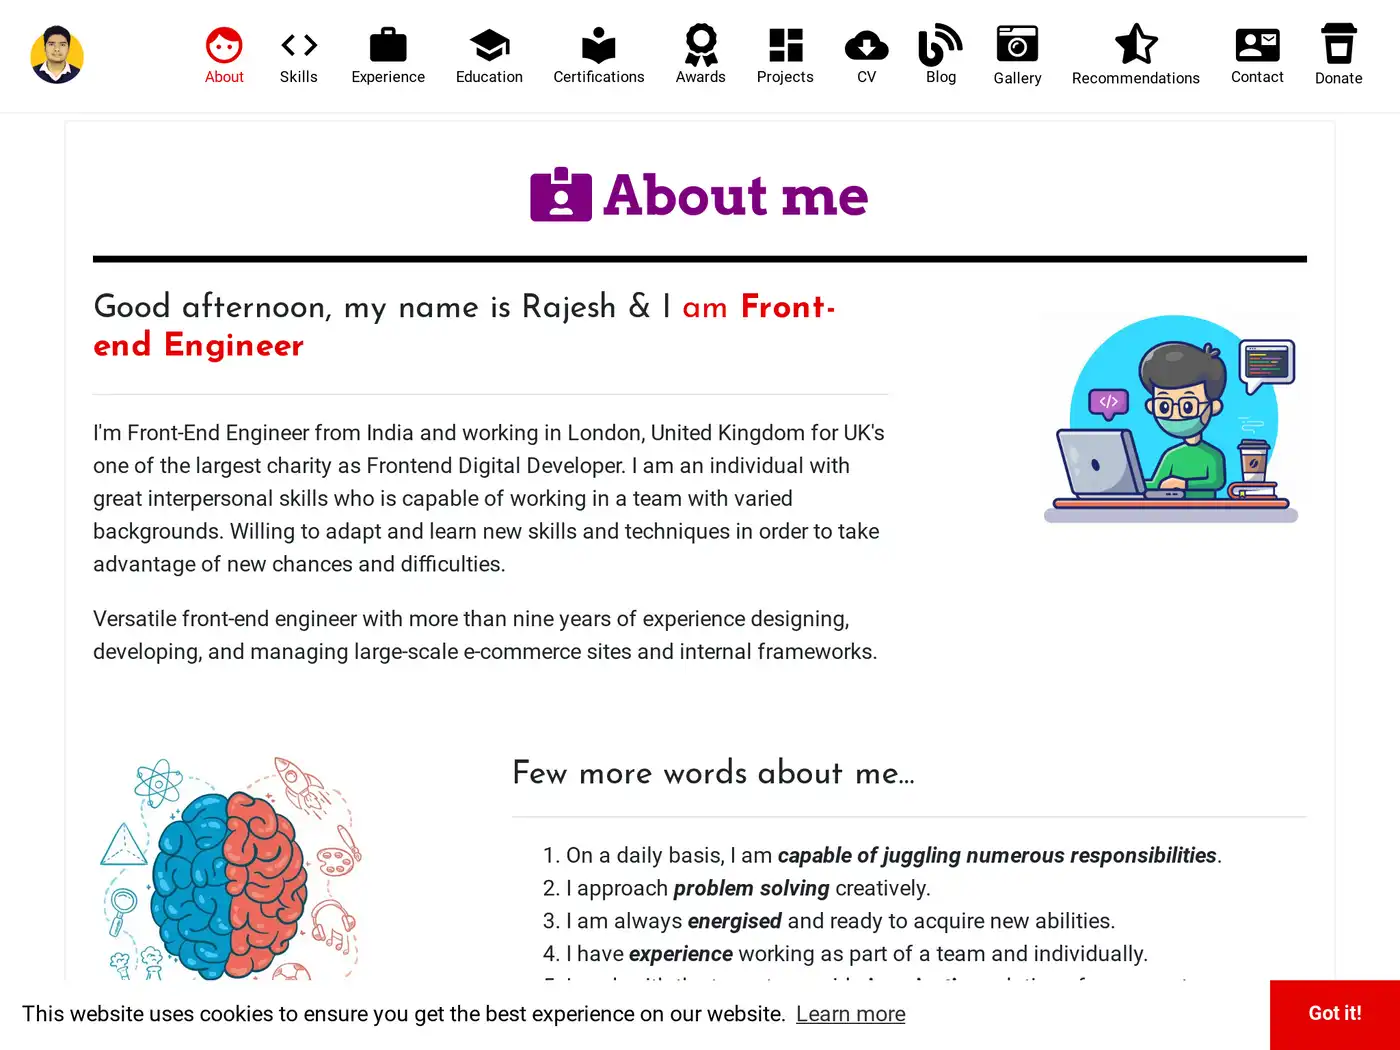 About
Skills
Experience
Education
Certifications
Awards
Projects
CV
Blog
Gallery
Recommendations
Contact
Donate
About me
Good afternoon, my name is Rajesh & I am Front-
end Engineer
I'm Front-End Engineer from India and working in London, United Kingdom for UK's
one of the largest charity as Frontend Digital Developer. I am an individual with
great interpersonal skills who is capable of working in a team with varied
backgrounds. Willing to adapt and learn new skills and techniques in order to take
advantage of new chances and difficulties.
Versatile front-end engineer with more than nine years of experience designing,
developing, and managing large-scale e-commerce sites and internal frameworks.
</>
Few more words about me...
1. On a daily basis, I am capable of juggling numerous responsibilities.
2. I approach problem solving creatively.
3. I am always energised and ready to acquire new abilities.
4. I have experience working as part of a team and individually.
This website uses cookies to ensure you get the best experience on our website. Learn more
Got it!